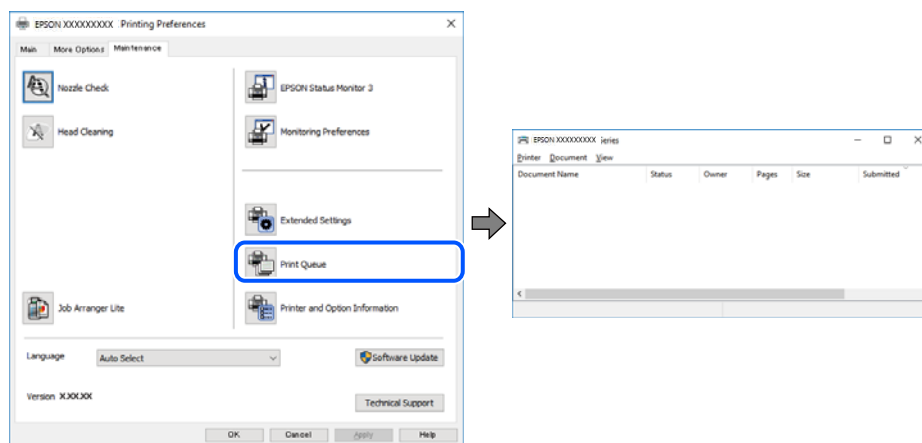 EPSON XXXXXXXXX Printing Preferences
Main More Options Maintenance
Nozzle Check
EPSON Status Monitor 3
Head Cleaning
Monitoring Preferences
Extended Settings
Print Queue
Job Arranger Lite
Printer and Option Information
Language Auto Select
Software Update
Version X.XX.XX
Technical Support
OK Cancel Apply Help
EPSON XXXXXXXXX ieries
Printer Document View
Document Name Status Owner Pages Size Submitted